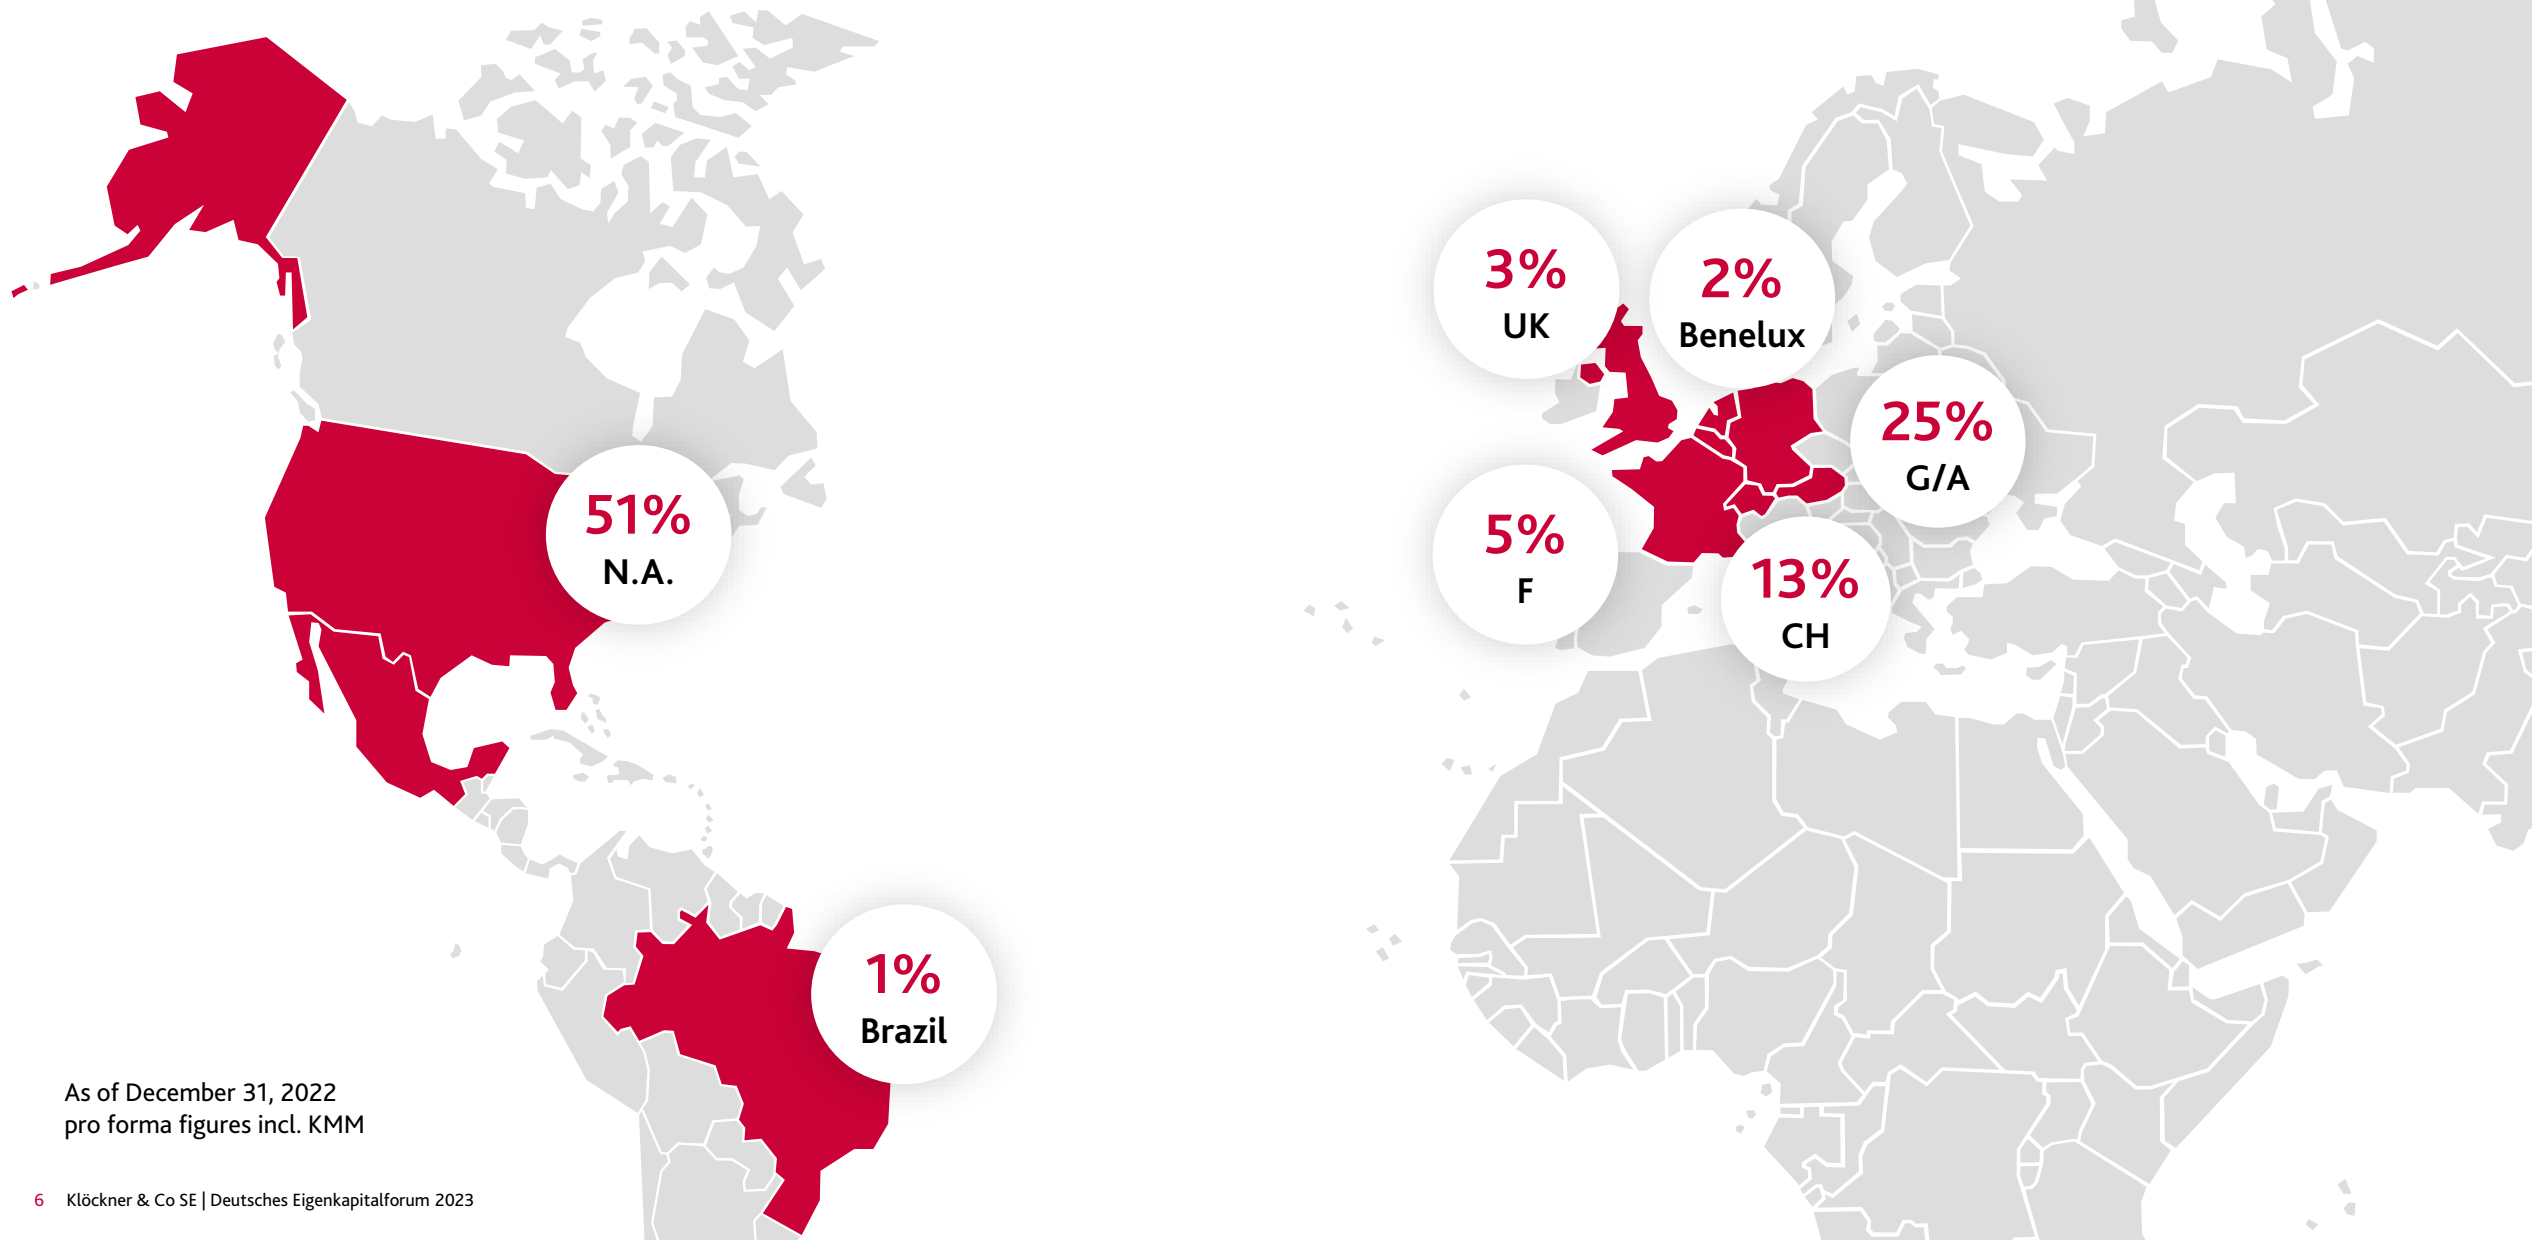 3%
UK
2%
Benelux
25%
G/A
51%
N.A.
5%
F
13%
CH
1%
Brazil
As of December 31, 2022
pro forma figures incl. KMM
6 Klöckner & Co SE | Deutsches Eigenkapitalforum 2023